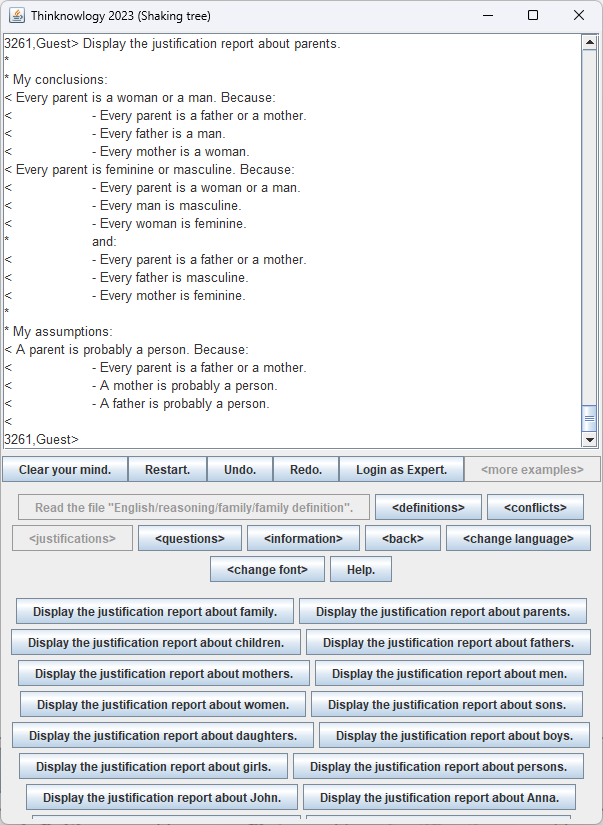 Thinknowlogy 2023 (Shaking tree)
3261,Guest> Display the justification report about parents.
*
* My conclusions:
< Every parent is a woman or a man. Because:
< - Every parent is a father or a mother.
< - Every father is a man.
< - Every mother is a woman.
< Every parent is feminine or masculine. Because:
< - Every parent is a woman or a man.
< - Every man is masculine.
< - Every woman is feminine.
* and:
< - Every parent is a father or a mother.
< - Every father is masculine.
< - Every mother is feminine.
*
* My assumptions:
< A parent is probably a person. Because:
< - Every parent is a father or a mother.
< - A mother is probably a person.
< - A father is probably a person.
<
3261,Guest>
Clear your mind. Restart. Undo. Redo. Login as Expert. <more examples>
Read the file "English/reasoning/family/family definition". <definitions> <conflicts>
<justifications> <questions> <information> <back> <change language>
<change font> Help.
Display the justification report about family. Display the justification report about parents.
Display the justification report about children. Display the justification report about fathers.
Display the justification report about mothers. Display the justification report about men.
Display the justification report about women. Display the justification report about sons.
Display the justification report about daughters. Display the justification report about boys.
Display the justification report about girls. Display the justification report about persons.
Display the justification report about John. Display the justification report about Anna.